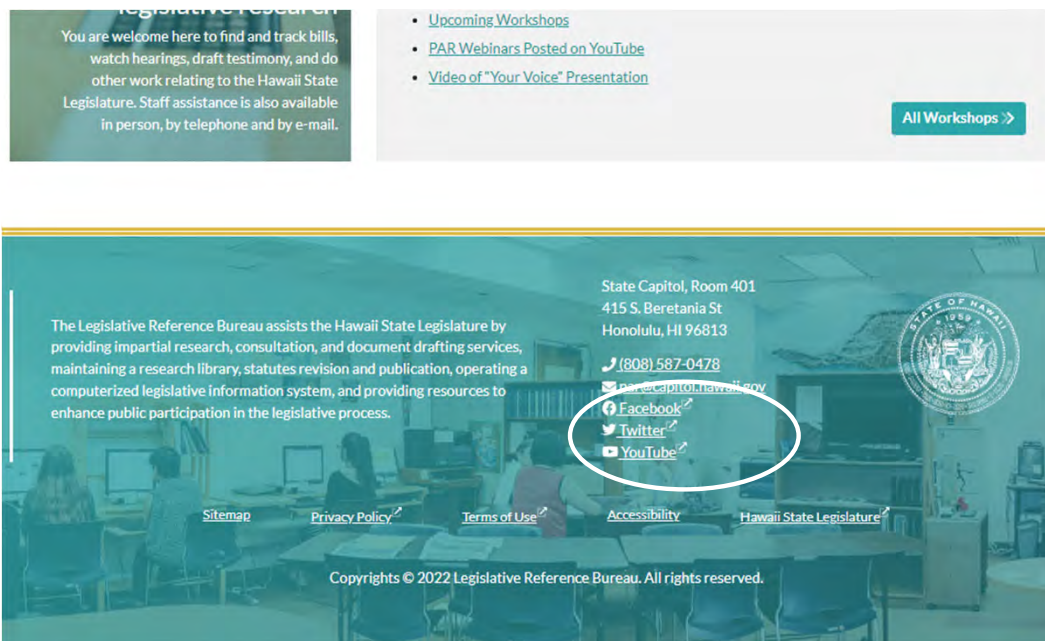 legislative research
You are welcome here to find and track bills,
watch hearings, draft testimony, and do
other work relating to the Hawaii State
Legislature. Staff assistance is also available
in person, by telephone and by e-mail.
• Upcoming Workshops
• PAR Webinars Posted on YouTube
• Video of "Your Voice" Presentation
All Workshops »
The Legislative Reference Bureau assists the Hawaii State Legislature by
providing impartial research, consultation, and document drafting services,
maintaining a research library, statutes revision and publication, operating a
computerized legislative information system, and providing resources to
enhance public participation in the legislative process.
State Capitol, Room 401
415 S. Beretania St
Honolulu, HI 96813
(808) 587-0478
par@capitol.hawaii.gov
Facebook
Twitter
YouTube
STATE OF HAWAII
1959
Sitemap
Privacy Policy
Terms of Use
Accessibility
Hawaii State Legislature
Copyrights © 2022 Legislative Reference Bureau. All rights reserved.